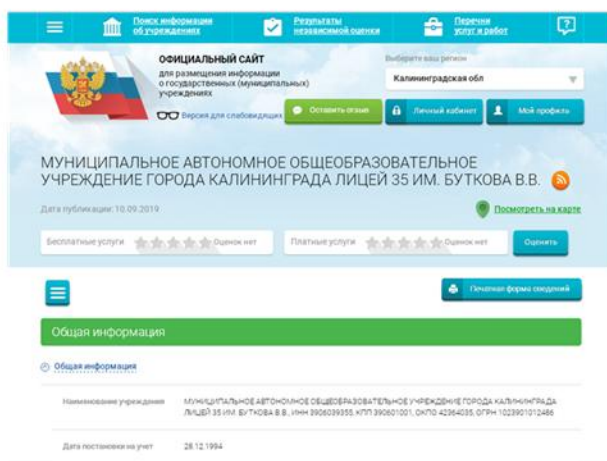 Поиск информации
об учреждениях
Результаты
независимой оценки
Перечни
услуг и работ
ОФИЦИАЛЬНЫЙ САЙТ
для размещения информации
о государственных (муниципальных)
учреждениях
Версия для слабовидящих
Выберите ваш регион
Калининградская обл
Оставить отзыв
Личный кабинет
Мой профиль
МУНИЦИПАЛЬНОЕ АВТОНОМНОЕ ОБЩЕОБРАЗОВАТЕЛЬНОЕ
УЧРЕЖДЕНИЕ ГОРОДА КАЛИНИНГРАДА ЛИЦЕЙ 35 ИМ. БУТКОВА В.В.
Дата публикации: 10.09.2019
Посмотреть на карте
Бесплатные услуги Оценок нет
Платные услуги Оценок нет
Оценить
Печатная форма сведений
Общая информация
Общая информация
Наименование учреждения
МУНИЦИПАЛЬНОЕ АВТОНОМНОЕ ОБЩЕОБРАЗОВАТЕЛЬНОЕ УЧРЕЖДЕНИЕ ГОРОДА КАЛИНИНГРАДА
ЛИЦЕЙ 35 ИМ. БУТКОВА В.В., ИНН 3906039355, КПП 390601001, ОКПО 42364035, ОГРН 1023901012486
Дата постановки на учет
28.12.1994